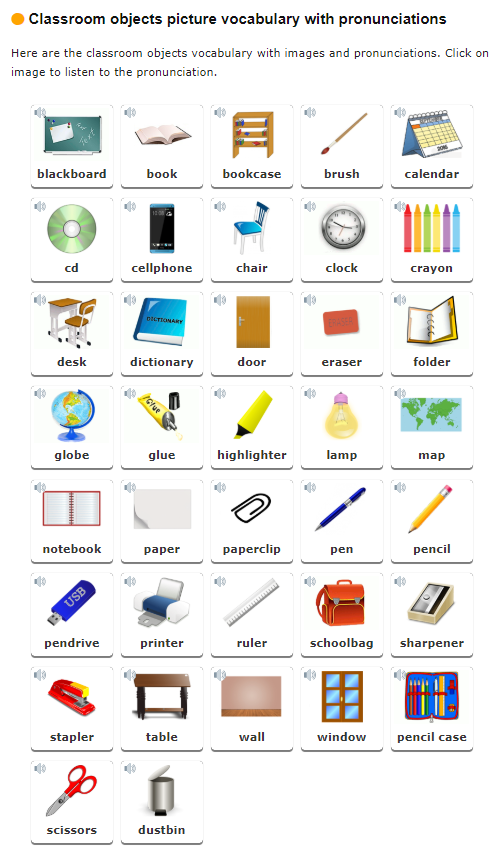 Classroom objects picture vocabulary with pronunciations
Here are the classroom objects vocabulary with images and pronunciations. Click on
image to listen to the pronunciation.
blackboard book bookcase brush calendar
cd cellphone chair clock crayon
DICTIONARY
desk dictionary door eraser folder
Glue
globe glue highlighter lamp map
notebook paper paperclip pen pencil
USB
pendrive printer ruler schoolbag sharpener
stapler table wall window pencil case
scissors dustbin